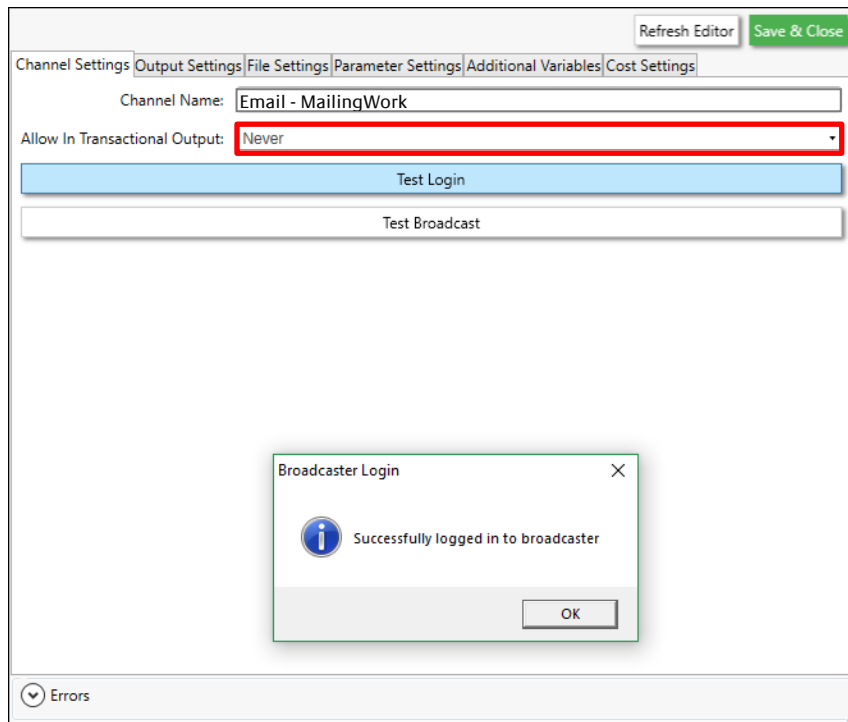 Refresh Editor Save & Close
Channel Settings Output Settings File Settings Parameter Settings Additional Variables Cost Settings
Channel Name: Email - MailingWork
Allow In Transactional Output: Never
Test Login
Test Broadcast
Broadcaster Login
Successfully logged in to broadcaster
OK
Errors